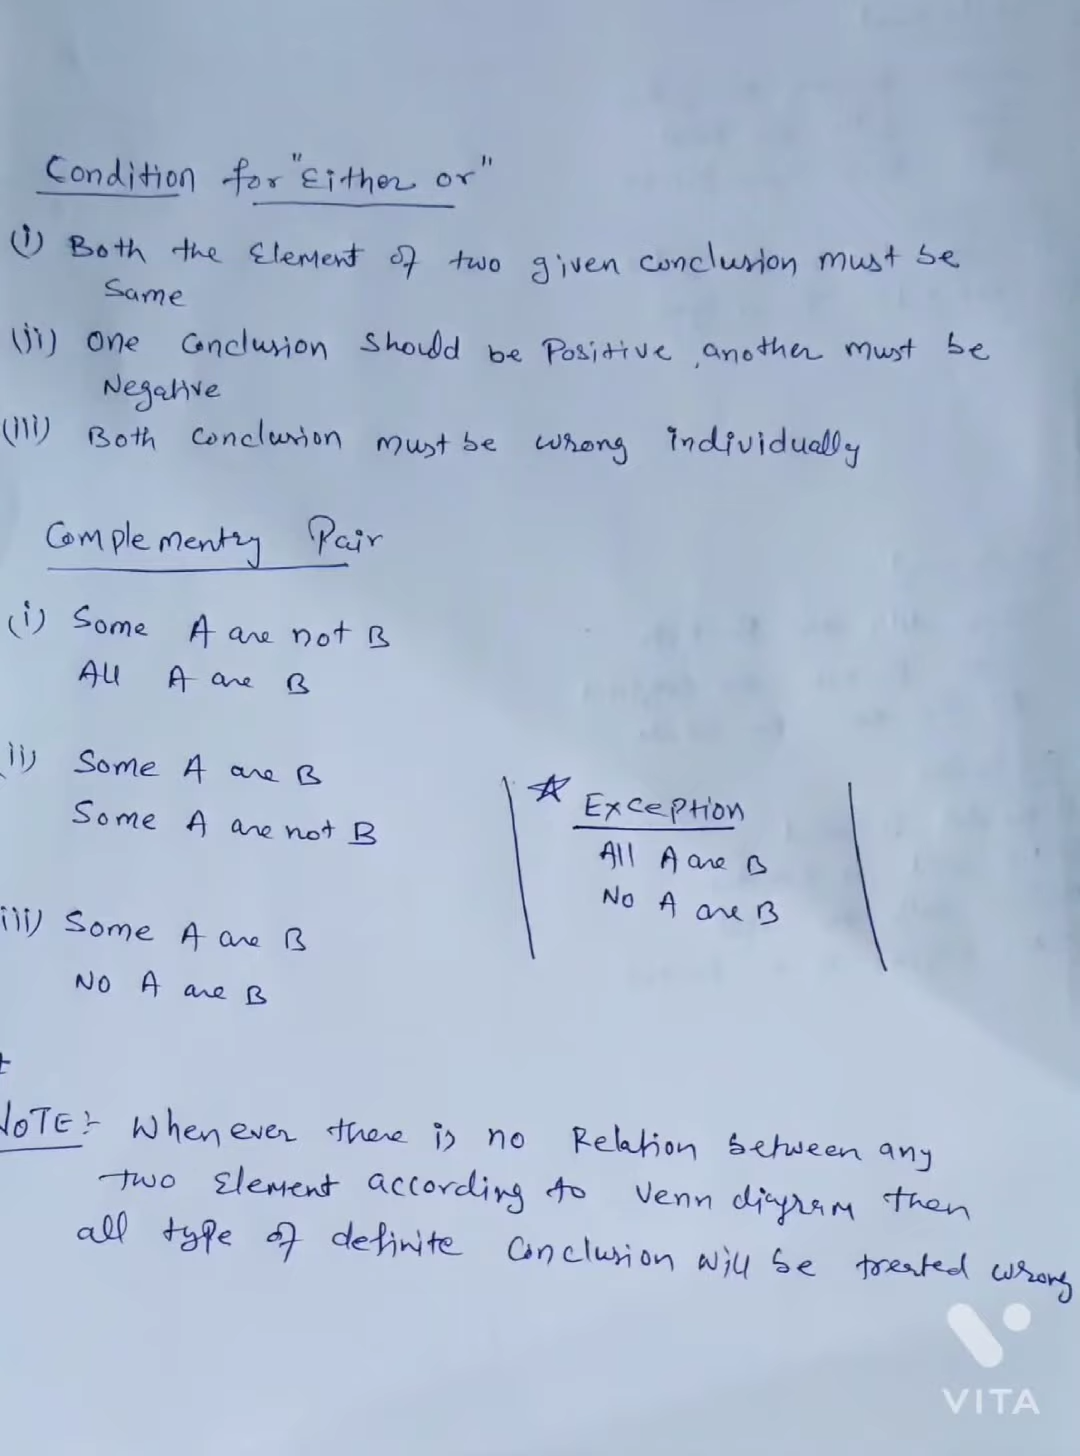 Condition for "Either or"
(i) Both the Element of two given conclusion must be
Same
(ii) One Conclusion Should be Positive, another must be
Negative
(iii) Both Conclusion must be wrong individually
Complementry Pair
(i) Some A are not B
All A are B
ii) Some A are B
Some A are not B
☆ Exception
All A are B
No A are B
iii) Some A are B
No A are B
NOTE:- Whenever there is no Relation between any
two Element according to Venn diagram then
all type of definite Conclusion will be treated wrong
VITA